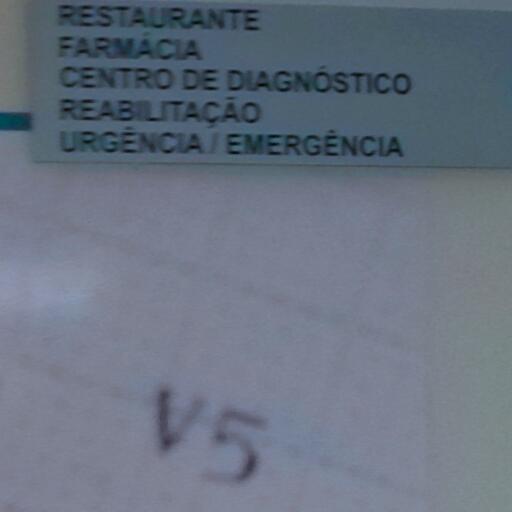 RESTAURANTE
FARMÁCIA
CENTRO DE DIAGNÓSTICO
REABILITAÇÃO
URGÊNCIA / EMERGÊNCIA
V5